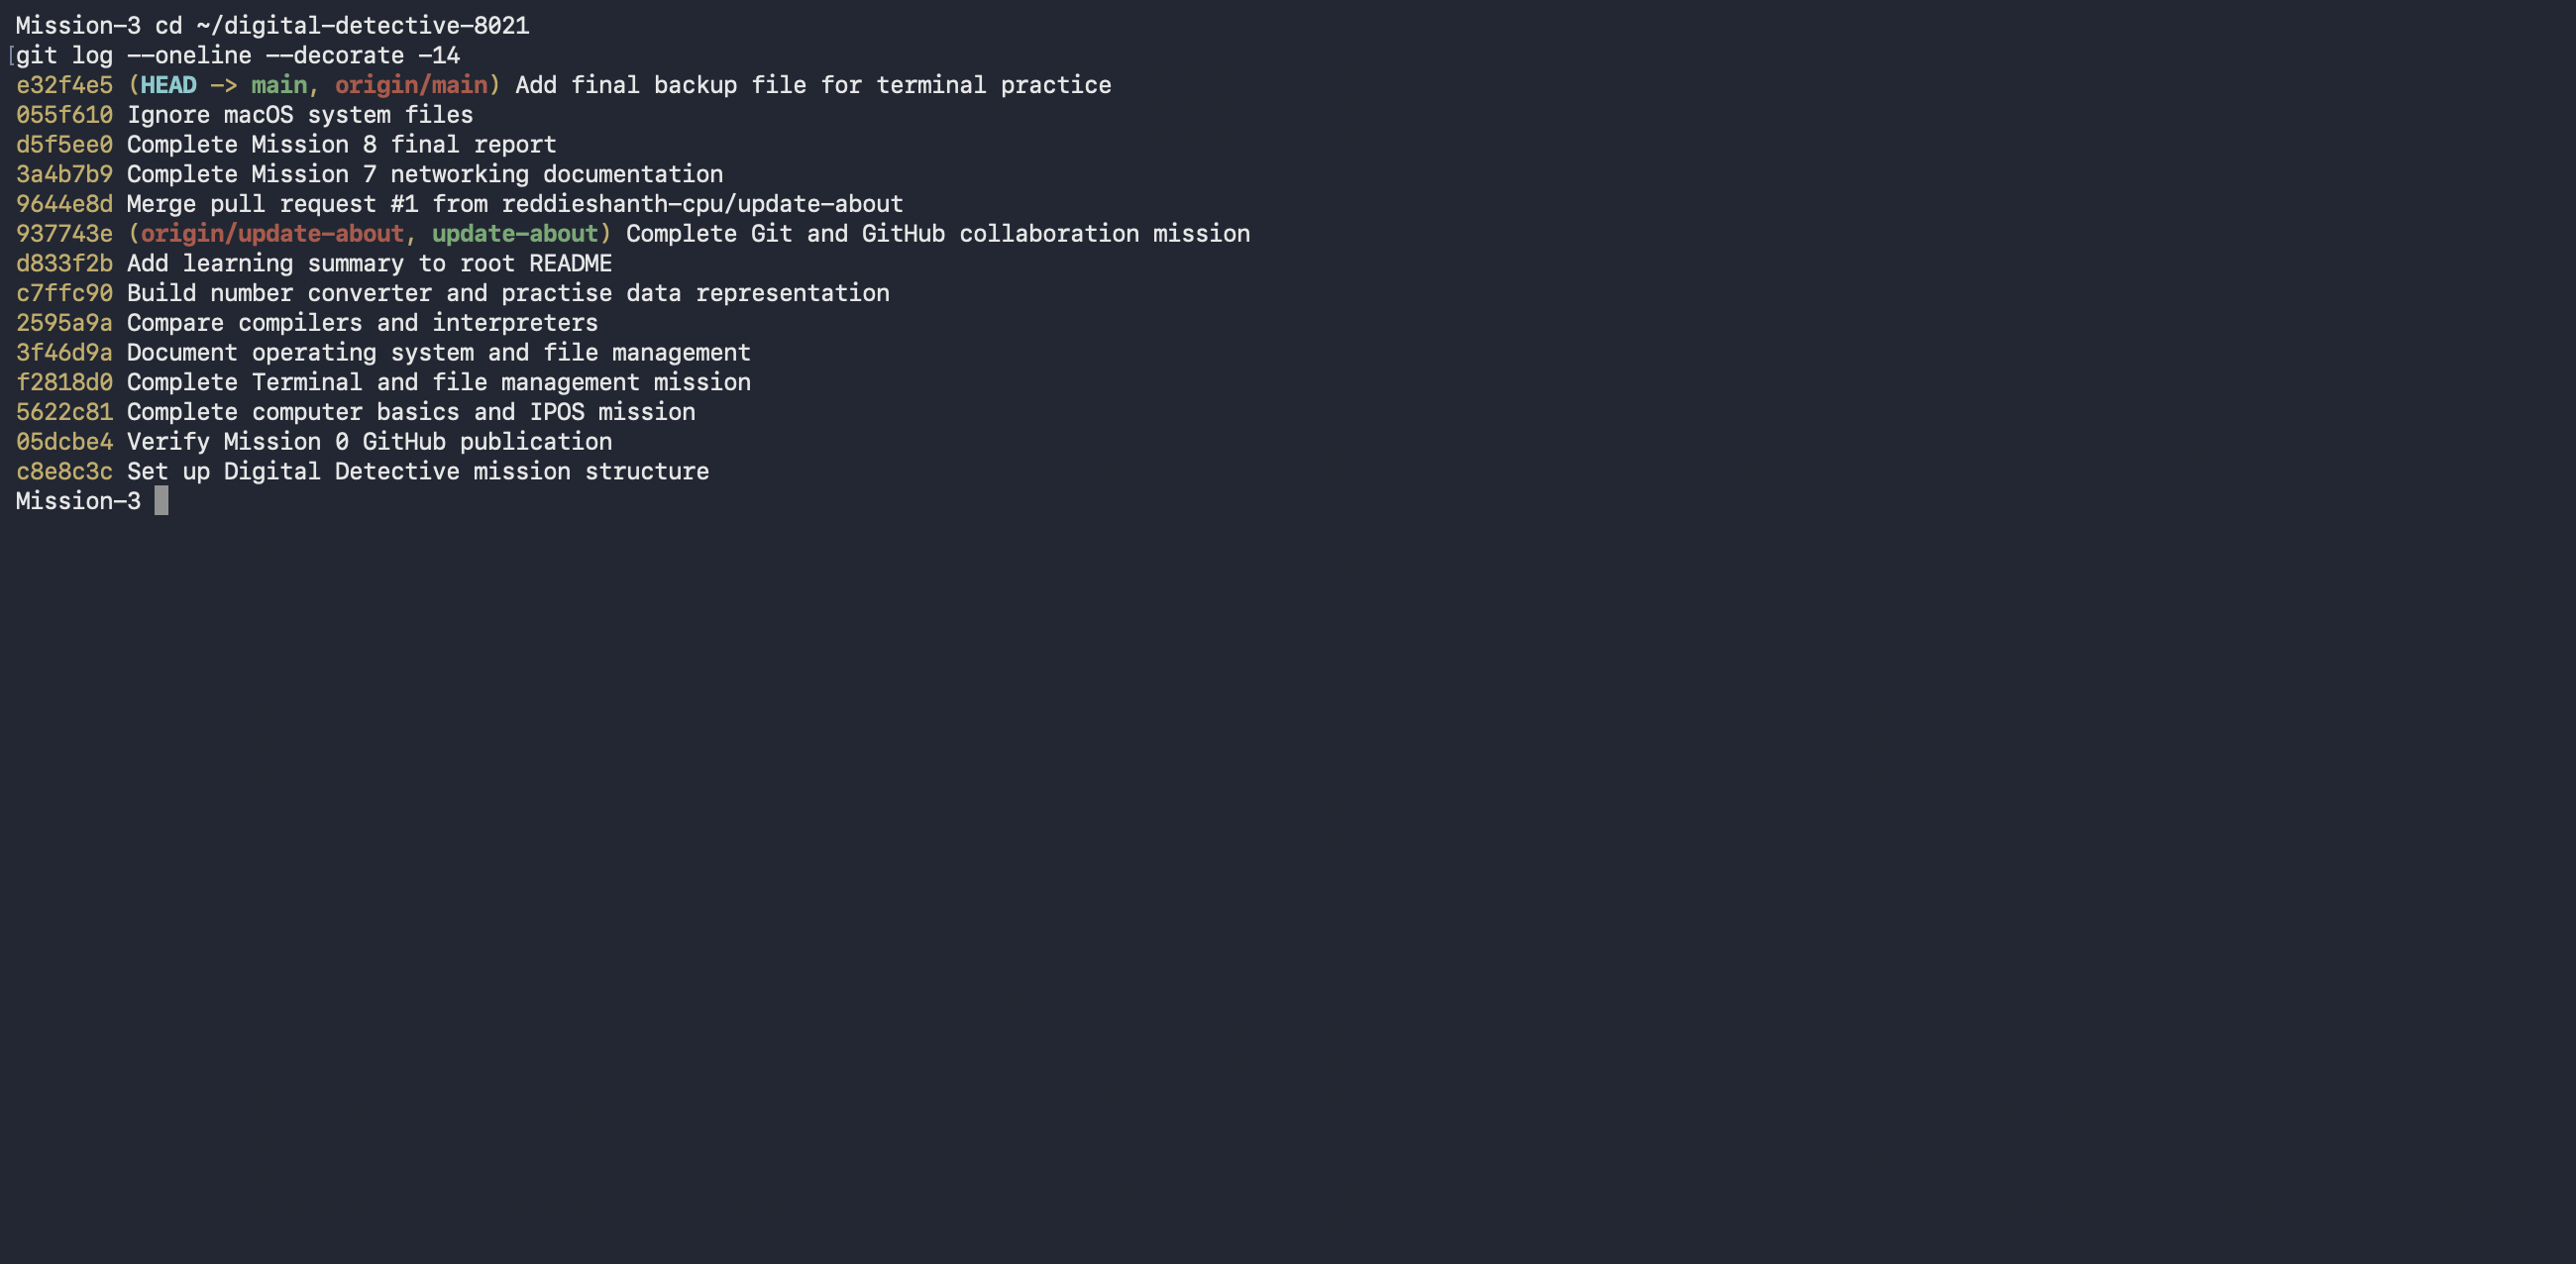 Mission-3 cd ~/digital-detective-8021
[git log --oneline --decorate -14
e32f4e5 (HEAD -> main, origin/main) Add final backup file for terminal practice
055f610 Ignore macOS system files
d5f5ee0 Complete Mission 8 final report
3a4b7b9 Complete Mission 7 networking documentation
9644e8d Merge pull request #1 from reddieshanth-cpu/update-about
937743e (origin/update-about, update-about) Complete Git and GitHub collaboration mission
d833f2b Add learning summary to root README
c7ffc90 Build number converter and practise data representation
2595a9a Compare compilers and interpreters
3f46d9a Document operating system and file management
f2818d0 Complete Terminal and file management mission
5622c81 Complete computer basics and IPOS mission
05dcbe4 Verify Mission 0 GitHub publication
c8e8c3c Set up Digital Detective mission structure
Mission-3